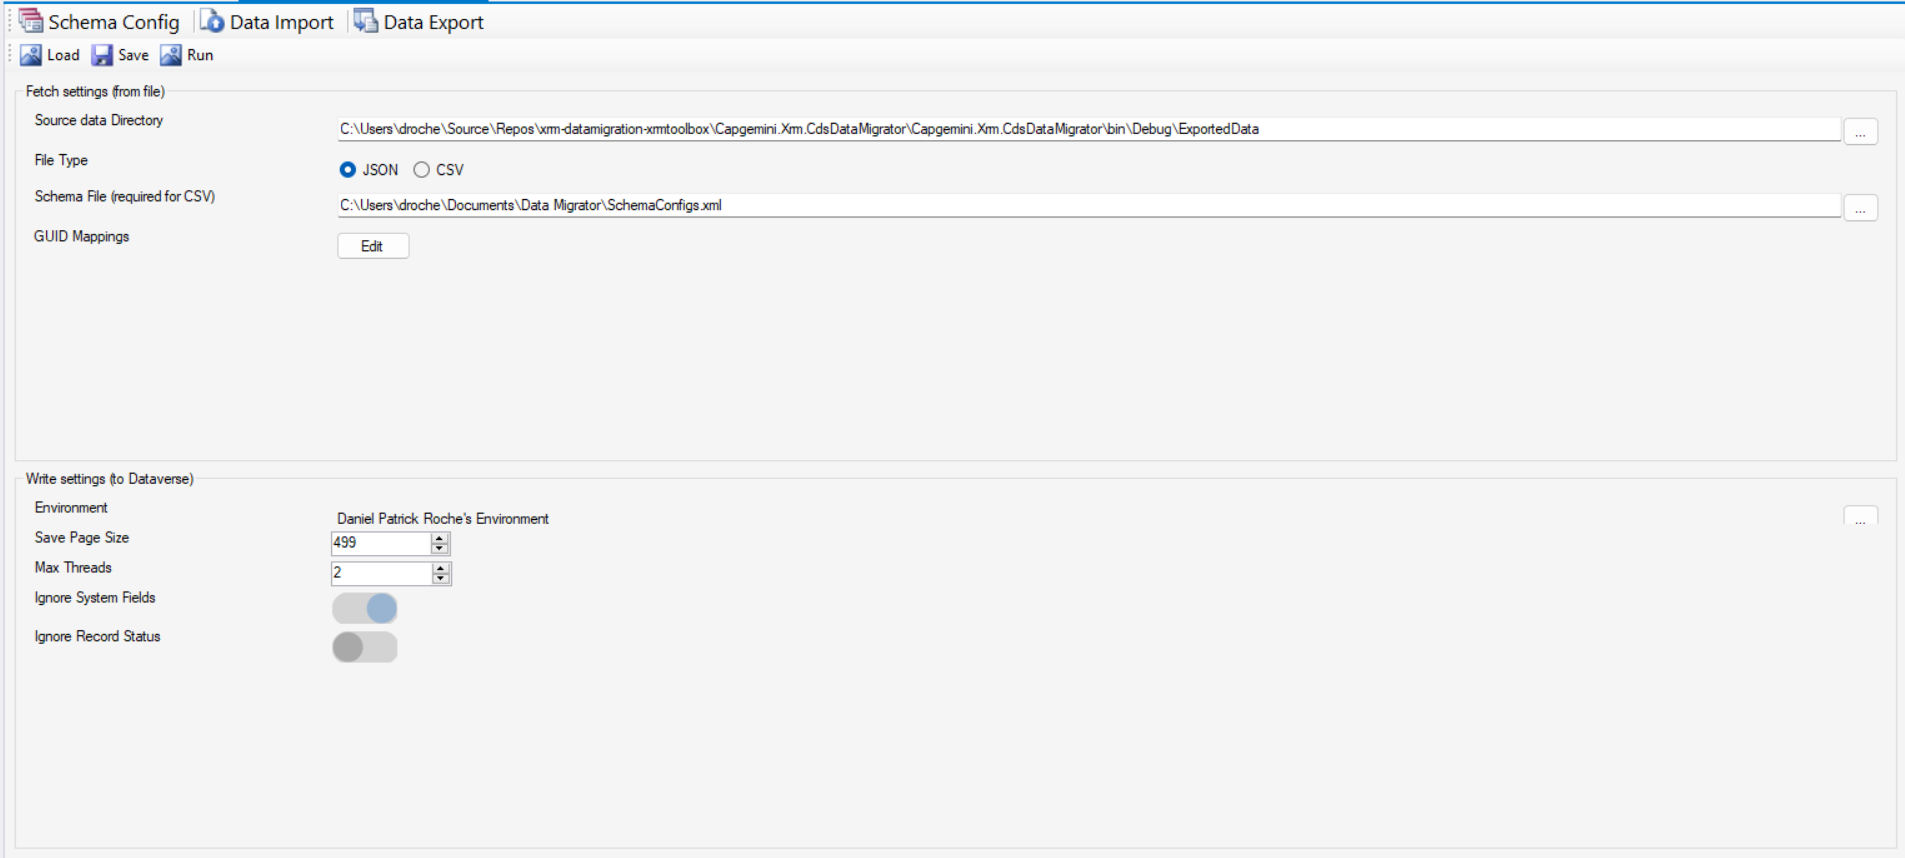 Schema Config Data Import Data Export
Load Save Run
Fetch settings (from file)
Source data Directory
C:\Users\droche\Source\Repos\xrm-datamigration-xrmtoolbox\Capgemini.Xrm.CdsDataMigrator\Capgemini.Xrm.CdsDataMigrator\bin\Debug\ExportedData
...
File Type
JSON CSV
Schema File (required for CSV)
C:\Users\droche\Documents\Data Migrator\SchemaConfigs.xml
...
GUID Mappings
Edit
Write settings (to Dataverse)
Environment
Daniel Patrick Roche's Environment
...
Save Page Size
499
Max Threads
2
Ignore System Fields
Ignore Record Status